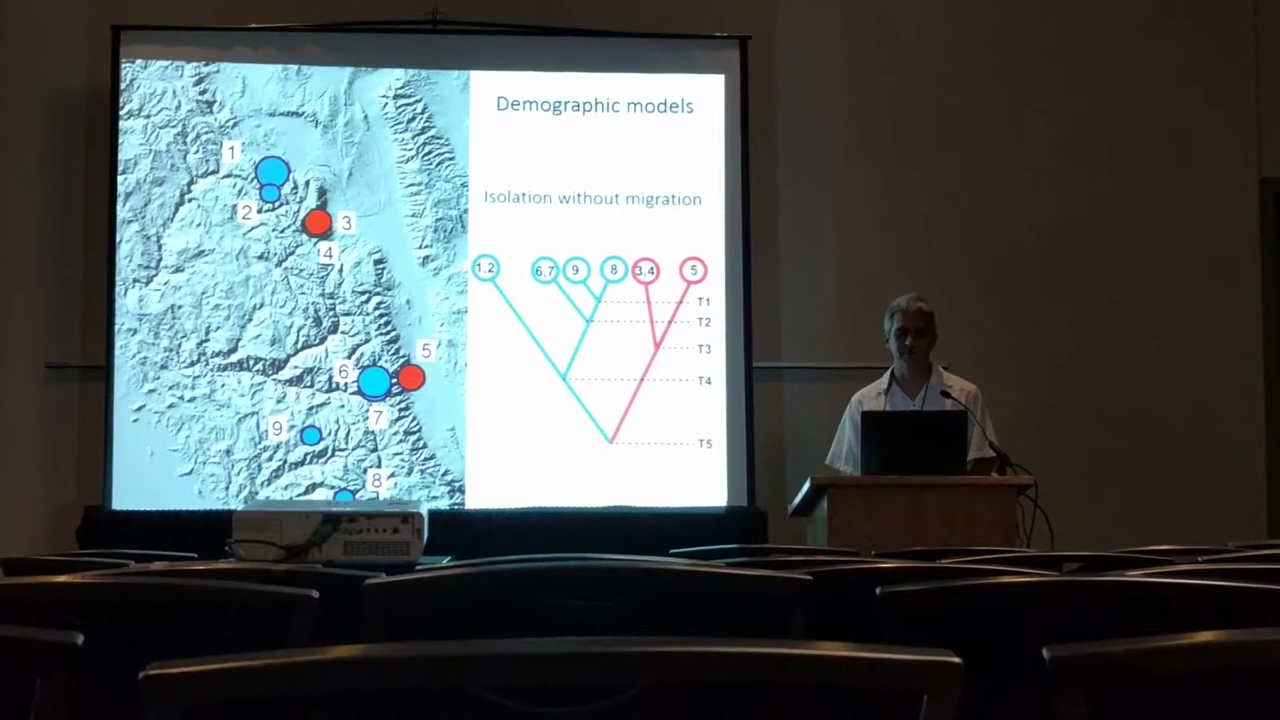 Demographic models
Isolation without migration
1
2
3
4
5
6
7
9
8
1,2
6,7
9
8
3,4
5
T1
T2
T3
T4
T5